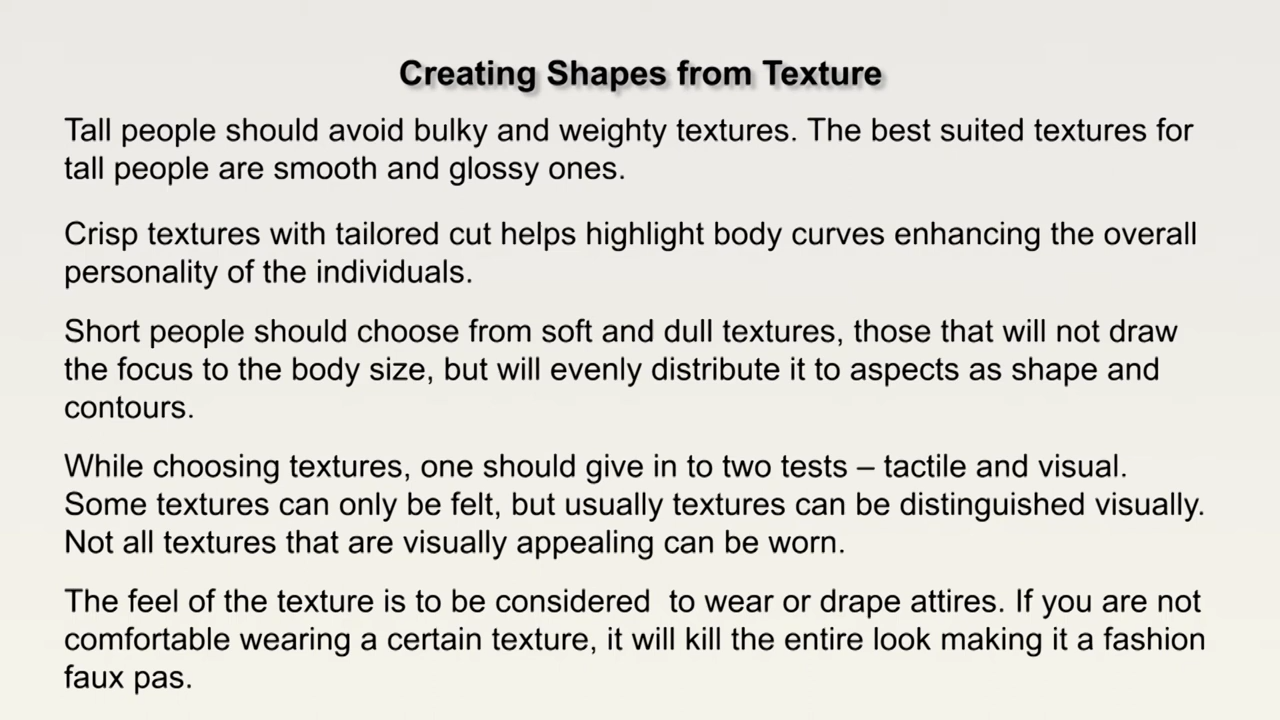 Creating Shapes from Texture
Tall people should avoid bulky and weighty textures. The best suited textures for
tall people are smooth and glossy ones.
Crisp textures with tailored cut helps highlight body curves enhancing the overall
personality of the individuals.
Short people should choose from soft and dull textures, those that will not draw
the focus to the body size, but will evenly distribute it to aspects as shape and
contours.
While choosing textures, one should give in to two tests – tactile and visual.
Some textures can only be felt, but usually textures can be distinguished visually.
Not all textures that are visually appealing can be worn.
The feel of the texture is to be considered  to wear or drape attires. If you are not
comfortable wearing a certain texture, it will kill the entire look making it a fashion
faux pas.